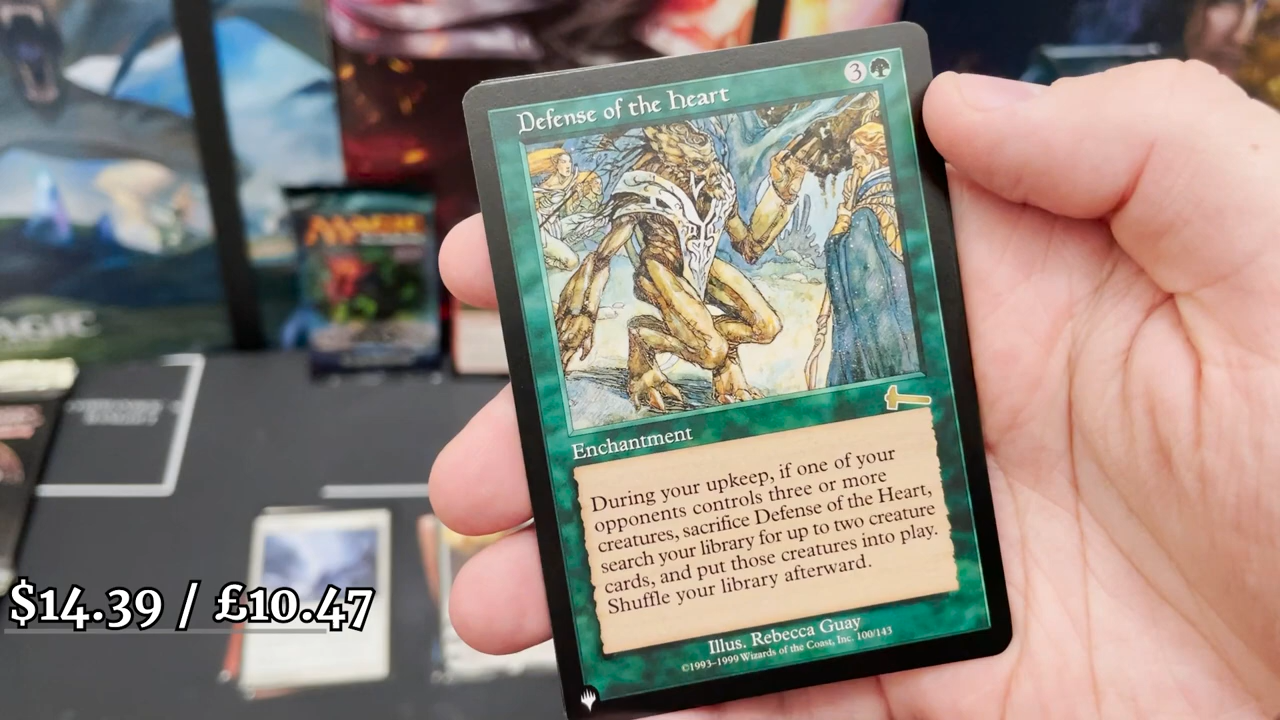 Defense of the Heart
3
MAGIC
AGIC
Enchantment
During your upkeep, if one of your
opponents controls three or more
creatures, sacrifice Defense of the Heart,
search your library for up to two creature
cards, and put those creatures into play.
Shuffle your library afterward.
$14.39 / £10.47
Illus. Rebecca Guay
©1993–1999 Wizards of the Coast, Inc. 100/143